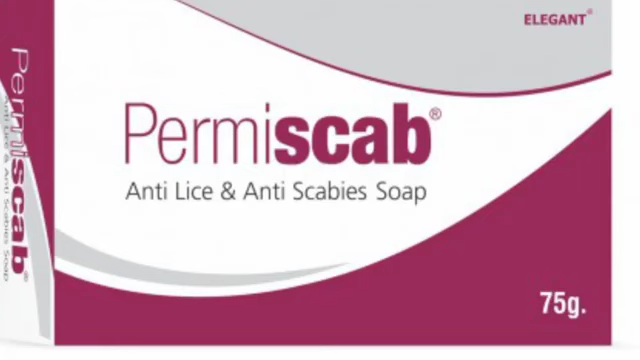 ELEGANT®
Permiscab®
Anti Lice & Anti Scabies Soap
75g.
Permiscab®
Anti Lice & Anti Scabies Soap